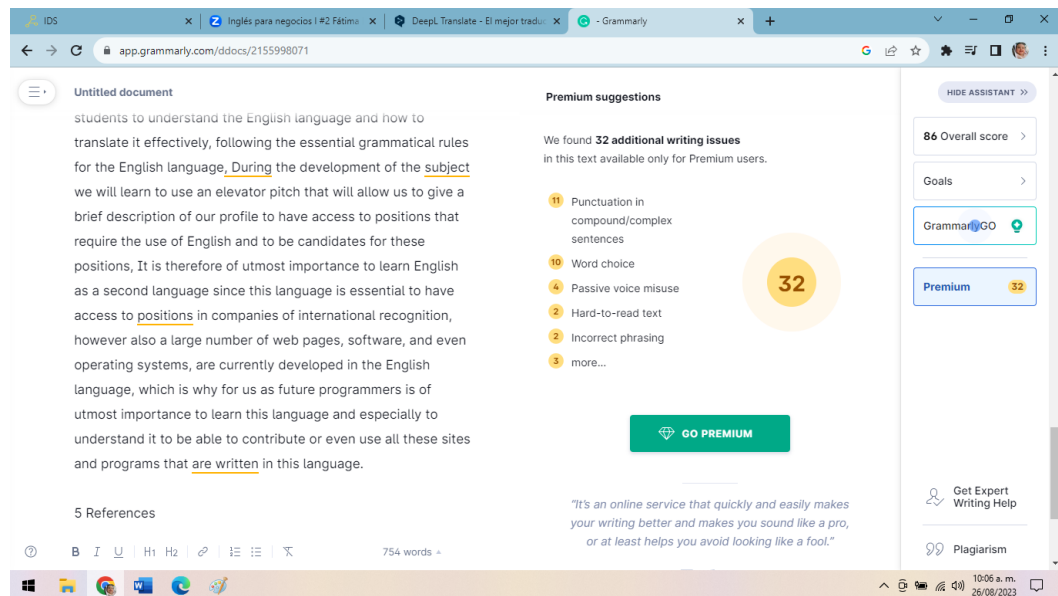 IDS
Inglés para negocios I #2 Fátima
DeepL Translate - El mejor traduc
- Grammarly
app.grammarly.com/ddocs/2155998071
Untitled document
students to understand the English language and how to
translate it effectively, following the essential grammatical rules
for the English language, During the development of the subject
we will learn to use an elevator pitch that will allow us to give a
brief description of our profile to have access to positions that
require the use of English and to be candidates for these
positions, It is therefore of utmost importance to learn English
as a second language since this language is essential to have
access to positions in companies of international recognition,
however also a large number of web pages, software, and even
operating systems, are currently developed in the English
language, which is why for us as future programmers is of
utmost importance to learn this language and especially to
understand it to be able to contribute or even use all these sites
and programs that are written in this language.
5 References
B I U H1 H2
754 words
Premium suggestions
We found 32 additional writing issues
in this text available only for Premium users.
11 Punctuation in
compound/complex
sentences
10 Word choice
4 Passive voice misuse
2 Hard-to-read text
2 Incorrect phrasing
3 more...
32
GO PREMIUM
"It's an online service that quickly and easily makes
your writing better and makes you sound like a pro,
or at least helps you avoid looking like a fool."
HIDE ASSISTANT
86 Overall score
Goals
GrammarlyGO
Premium 32
Get Expert
Writing Help
Plagiarism
10:06 a. m.
26/08/2023